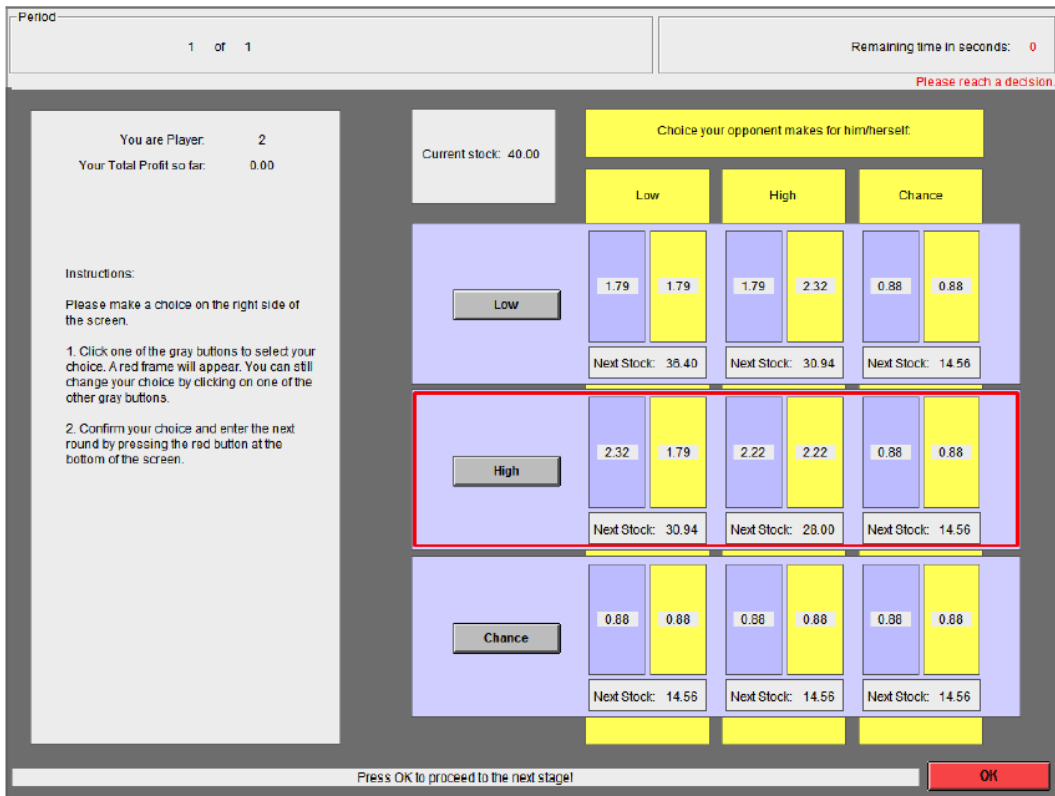 Period
1 of 1
Remaining time in seconds: 0
Please reach a decision.
You are Player: 2
Your Total Profit so far: 0.00
Instructions:
Please make a choice on the right side of
the screen.
1. Click one of the gray buttons to select your
choice. A red frame will appear. You can still
change your choice by clicking on one of the
other gray buttons.
2. Confirm your choice and enter the next
round by pressing the red button at the
bottom of the screen.
Current stock: 40.00
Choice your opponent makes for him/herself:
Low High Chance
Low
1.79 1.79 1.79 2.32 0.88 0.88
Next Stock: 36.40 Next Stock: 30.94 Next Stock: 14.56
High
2.32 1.79 2.22 2.22 0.88 0.88
Next Stock: 30.94 Next Stock: 28.00 Next Stock: 14.56
Chance
0.88 0.88 0.88 0.88 0.88 0.88
Next Stock: 14.56 Next Stock: 14.56 Next Stock: 14.56
Press OK to proceed to the next stage!
OK